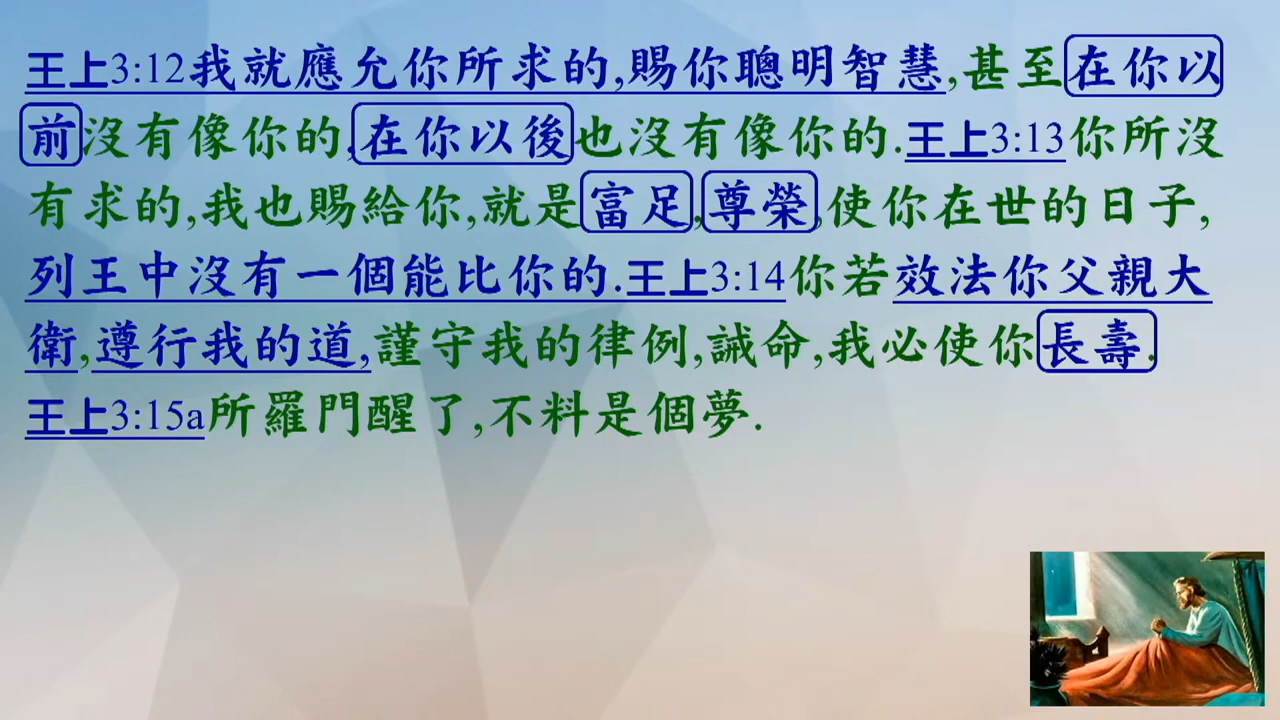 王上3:12我就應允你所求的,賜你聰明智慧,甚至在你以
前沒有像你的,在你以後也沒有像你的.王上3:13你所沒
有求的,我也賜給你,就是富足,尊榮,使你在世的日子,
列王中沒有一個能比你的.王上3:14你若效法你父親大
衛,遵行我的道,謹守我的律例,誡命,我必使你長壽.
王上3:15a所羅門醒了,不料是個夢.